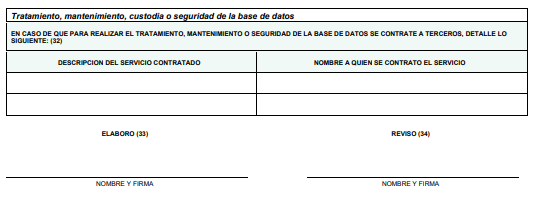 Tratamiento, mantenimiento, custodia o seguridad de la base de datos
EN CASO DE QUE PARA REALIZAR EL TRATAMIENTO, MANTENIMIENTO O SEGURIDAD DE LA BASE DE DATOS SE CONTRATE A TERCEROS, DETALLE LO
SIGUIENTE: (32)
DESCRIPCION DEL SERVICIO CONTRATADO
NOMBRE A QUIEN SE CONTRATO EL SERVICIO
ELABORO (33)
REVISO (34)
NOMBRE Y FIRMA
NOMBRE Y FIRMA